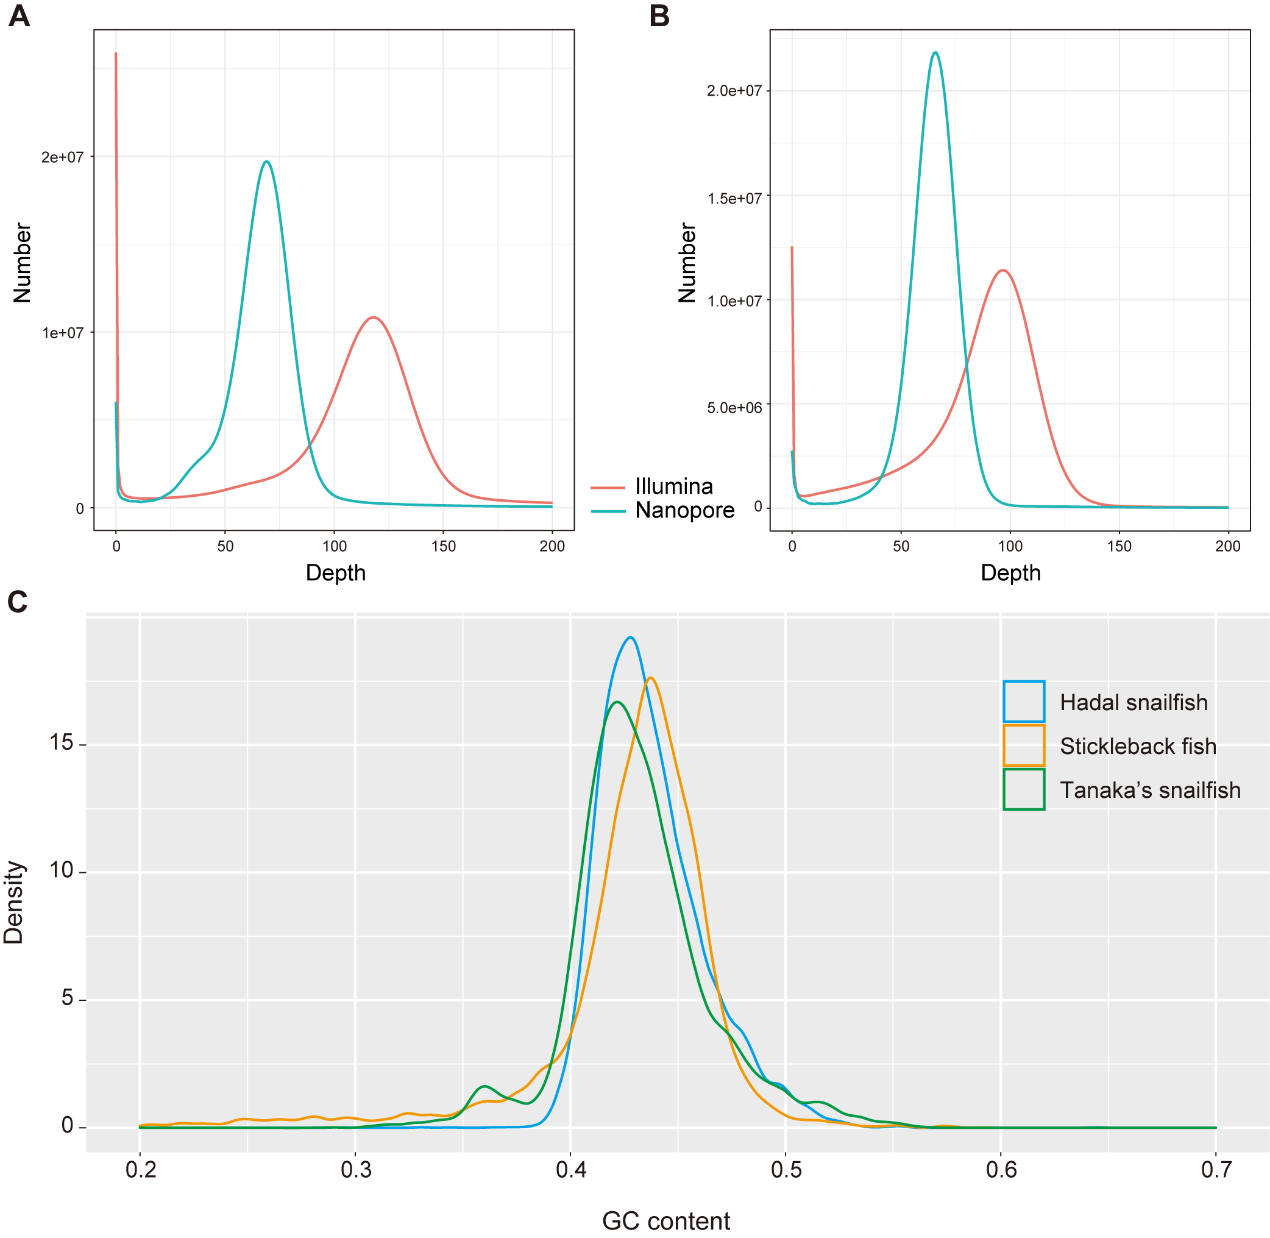 A
B
Number
2e+07
1e+07
0
0 50 100 150 200
Depth
Illumina
Nanopore
Number
2.0e+07
1.5e+07
1.0e+07
5.0e+06
0
0 50 100 150 200
Depth
C
Density
15
10
5
0
Hadal snailfish
Stickleback fish
Tanaka’s snailfish
0.2 0.3 0.4 0.5 0.6 0.7
GC content